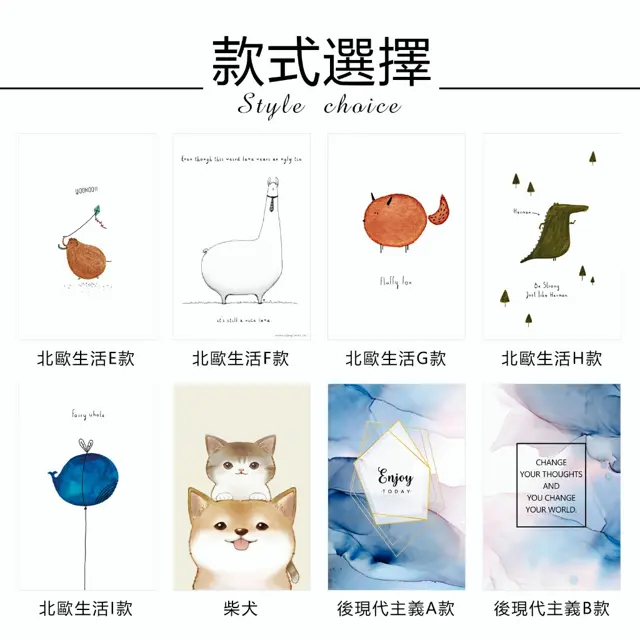 款式選擇
Style choice
WOOHOO!!
Even though this weird lama wears an ugly tie
it's still a nice lama.
Herman
fluffy fox
Be Strong
Just like Herman
北歐生活E款
北歐生活F款
北歐生活G款
北歐生活H款
fairy whale
Enjoy
TODAY
CHANGE
YOUR THOUGHTS
AND
YOU CHANGE
YOUR WORLD.
北歐生活I款
柴犬
後現代主義A款
後現代主義B款